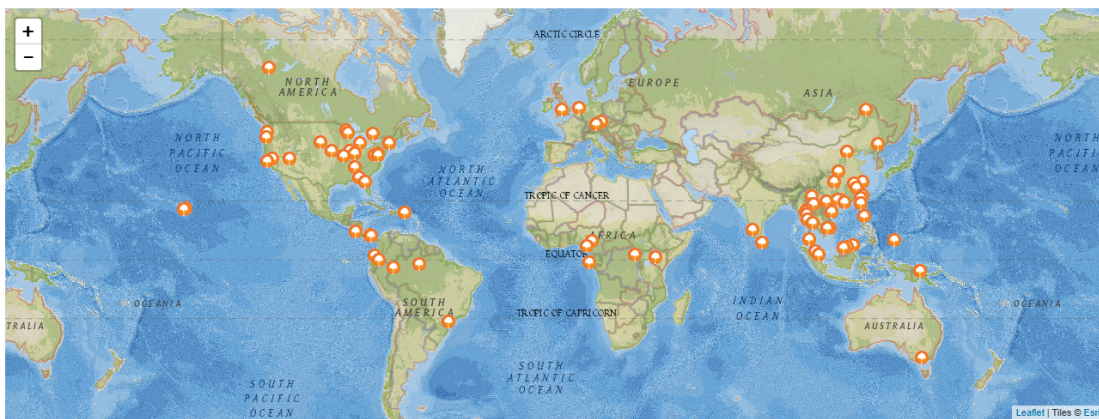 +
−
ARCTIC CIRCLE
NORTH
AMERICA
EUROPE
ASIA
NORTH
PACIFIC
OCEAN
NORTH
ATLANTIC
OCEAN
NORTH
PACIFIC
OCEAN
TROPIC OF CANCER
AFRICA
EQUATOR
OCEANIA
TRALIA
SOUTH
AMERICA
TROPIC OF CAPRICORN
INDIAN
OCEAN
AUSTRALIA
OCEANIA
SOUTH
PACIFIC
OCEAN
SOUTH
ATLANTIC
OCEAN
Leaflet | Tiles © Esri